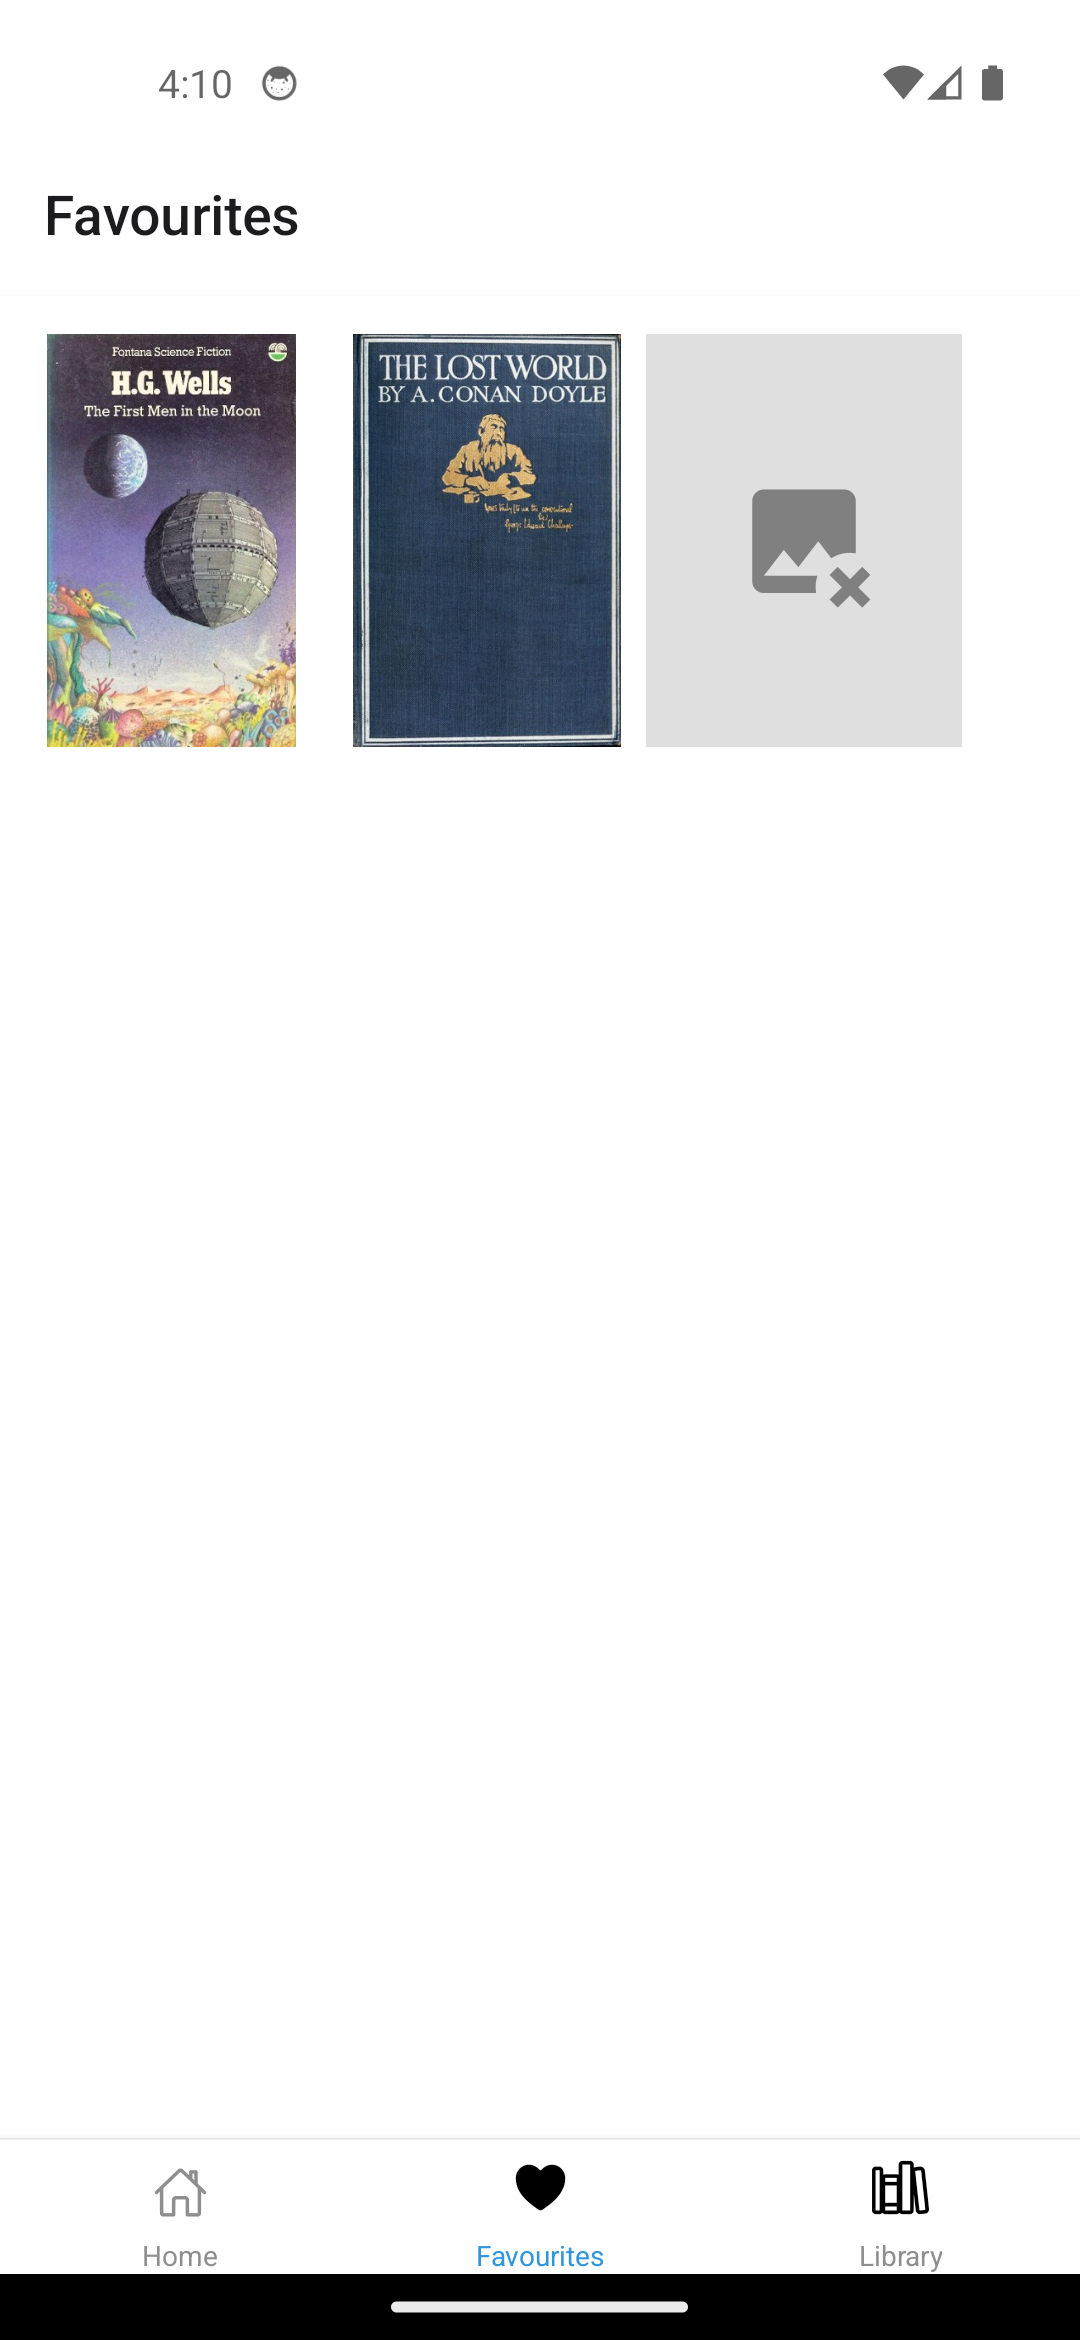 4:10
Favourites
Fontana Science Fiction
H.G. Wells
The First Men in the Moon
THE LOST WORLD
BY A. CONAN DOYLE
Home
Favourites
Library